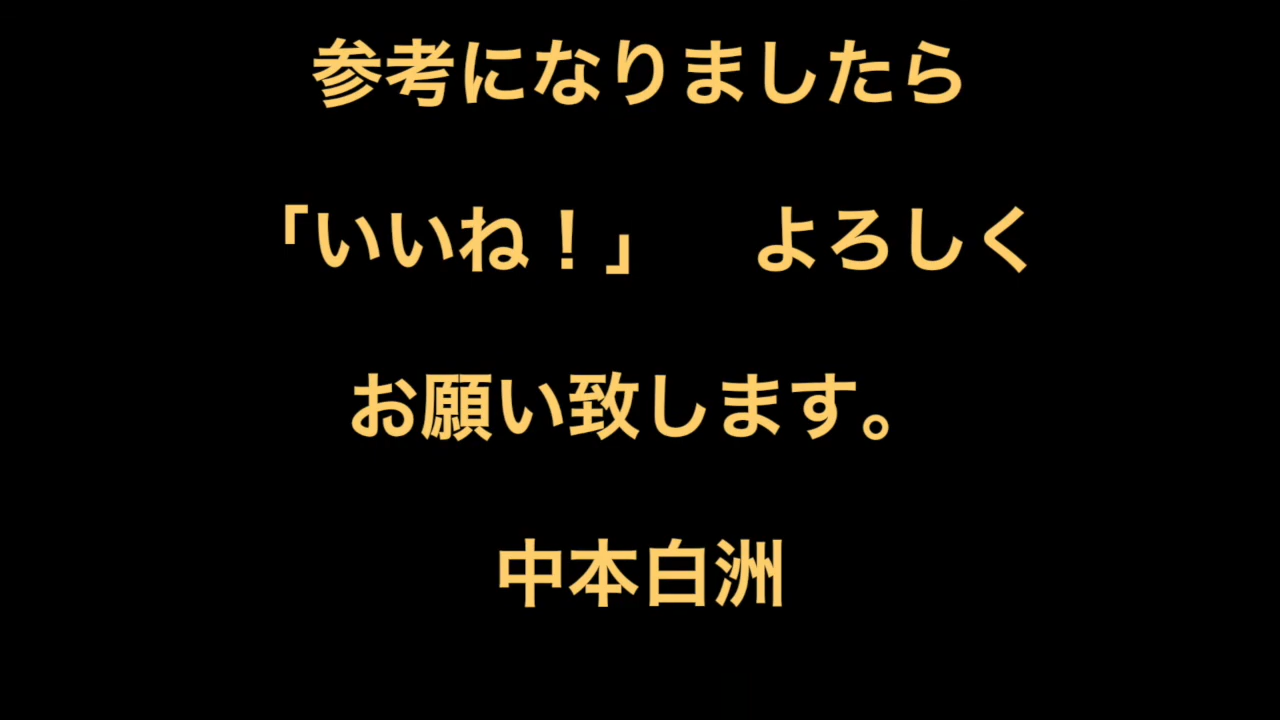 参考になりましたら
「いいね！」　よろしく
お願い致します。
中本白洲